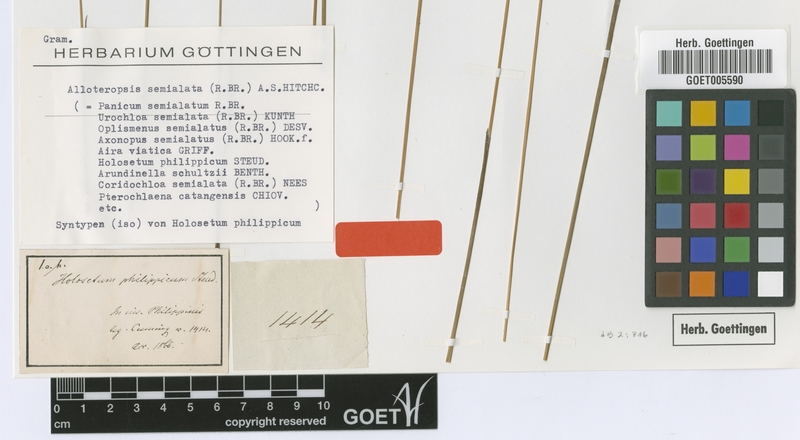 Gram.
HERBARIUM GÖTTINGEN
Alloteropsis semialata (R.BR.) A.S.HITCHC.
( = Panicum semialatum R.BR.
Urochloa semialata (R.BR.) KUNTH
Oplismenus semialatus (R.BR.) DESV.
Axonopus semialatus (R.BR.) HOOK.f.
Aira viatica GRIFF.
Holosetum philippicum STEUD.
Arundinella schultzii BENTH.
Coridochloa semialata (R.BR.) NEES
Pterochlaena catangensis CHIOV.
etc. )
Syntypen (iso) von Holosetum philippicum
Holosetum philippicum Steud.
In ins. Philippinis
leg. Cuming n. 1414.
1414
Herb. Goettingen
GOET005590
Herb. Goettingen
0 1 2 3 4 5 6 7 8 9 10
cm
copyright reserved
GOET